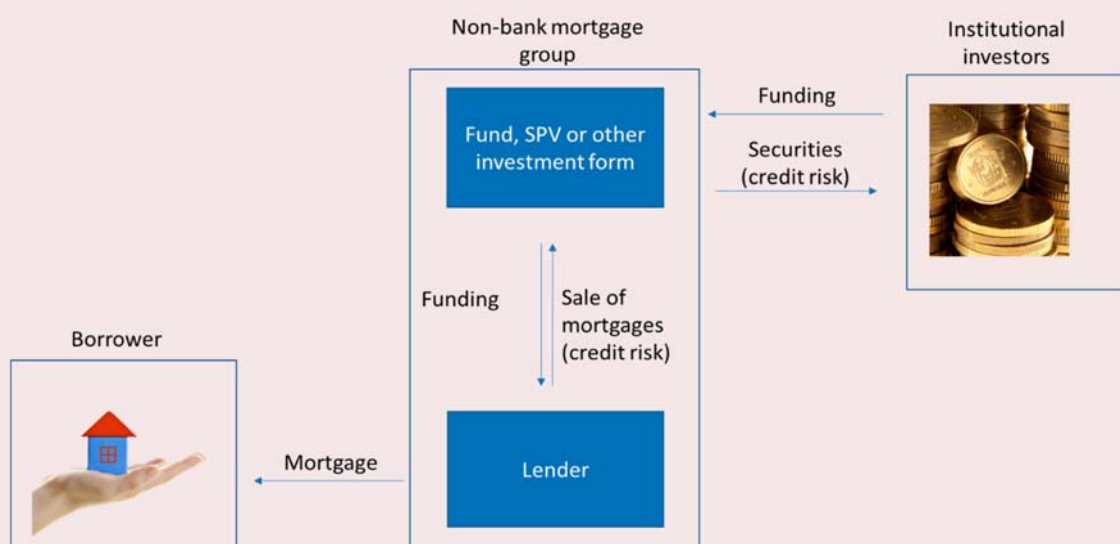 Non-bank mortgage
group
Institutional
investors
Fund, SPV or other
investment form
Funding
Securities
(credit risk)
Funding
Sale of
mortgages
(credit risk)
Borrower
Mortgage
Lender